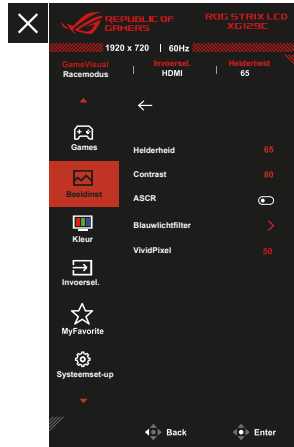 REPUBLIC OF
GAMERS
ROG STRIX LCD
XG129C
1920 x 720 | 60Hz
GameVisual
Racemodus
Invoersel.
HDMI
Helderheid
65
Games
Beeldinst
Kleur
Invoersel.
MyFavorite
Systeemset-up
Helderheid 65
Contrast 80
ASCR
Blauwlichtfilter
VividPixel 50
Back
Enter